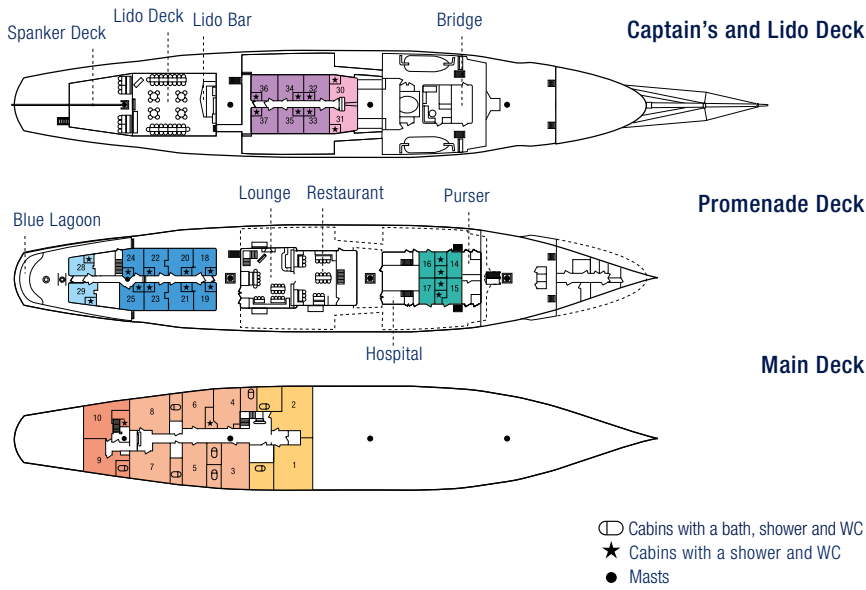 Captain's and Lido Deck
Spanker Deck
Lido Deck
Lido Bar
Bridge
36
34
32
30
37
35
33
31
Promenade Deck
Blue Lagoon
Lounge
Restaurant
Purser
28
24
22
20
18
16
14
29
25
23
21
19
17
15
Hospital
Main Deck
10
8
6
4
2
9
7
5
3
1
Cabins with a bath, shower and WC
Cabins with a shower and WC
Masts